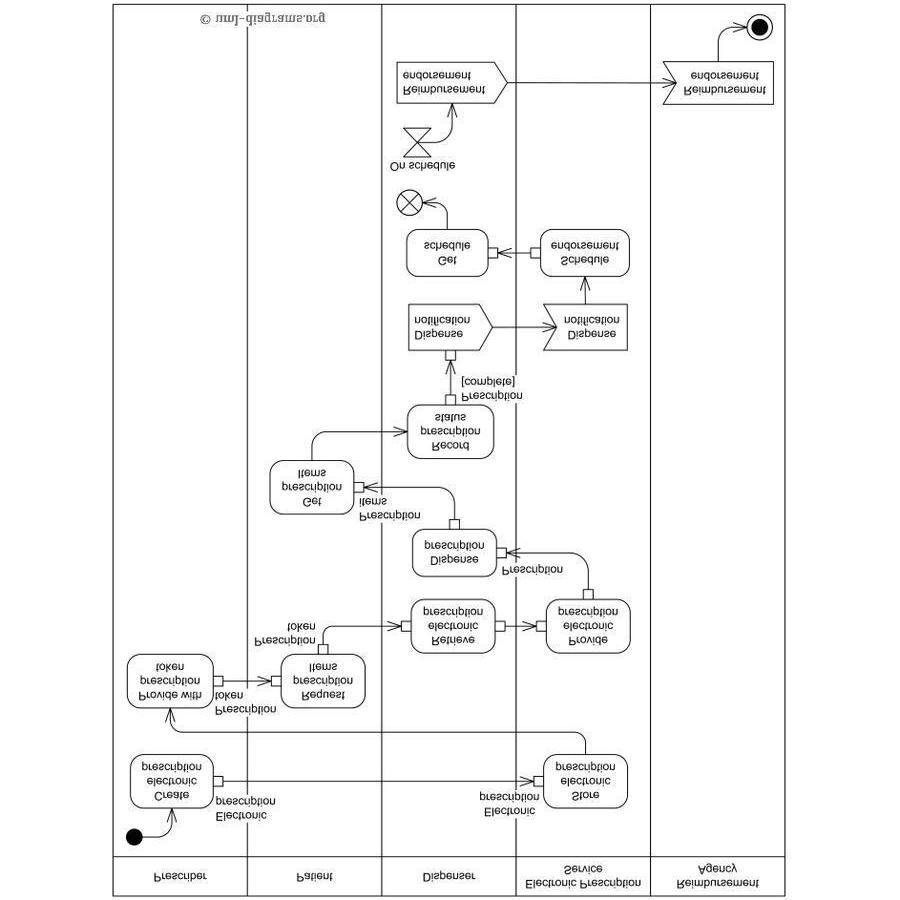 Prescriber
Patient
Dispenser
Electronic Prescription
Service
Reimbursement
Agency
Create
electronic
prescription
Electronic
prescription
Electronic
prescription
Store
electronic
prescription
Provide with
prescription
token
Prescription
token
Request
prescription
Items
Prescription
token
Retrieve
electronic
prescription
Provide
electronic
prescription
Prescription
Dispense
prescription
Prescription
items
Get
prescription
Items
Record
prescription
status
Prescription
[complete]
Dispense
notification
Dispense
notification
Schedule
endorsement
Get
schedule
On schedule
Reimbursement
endorsement
Reimbursement
endorsement
© uml-diagrams.org